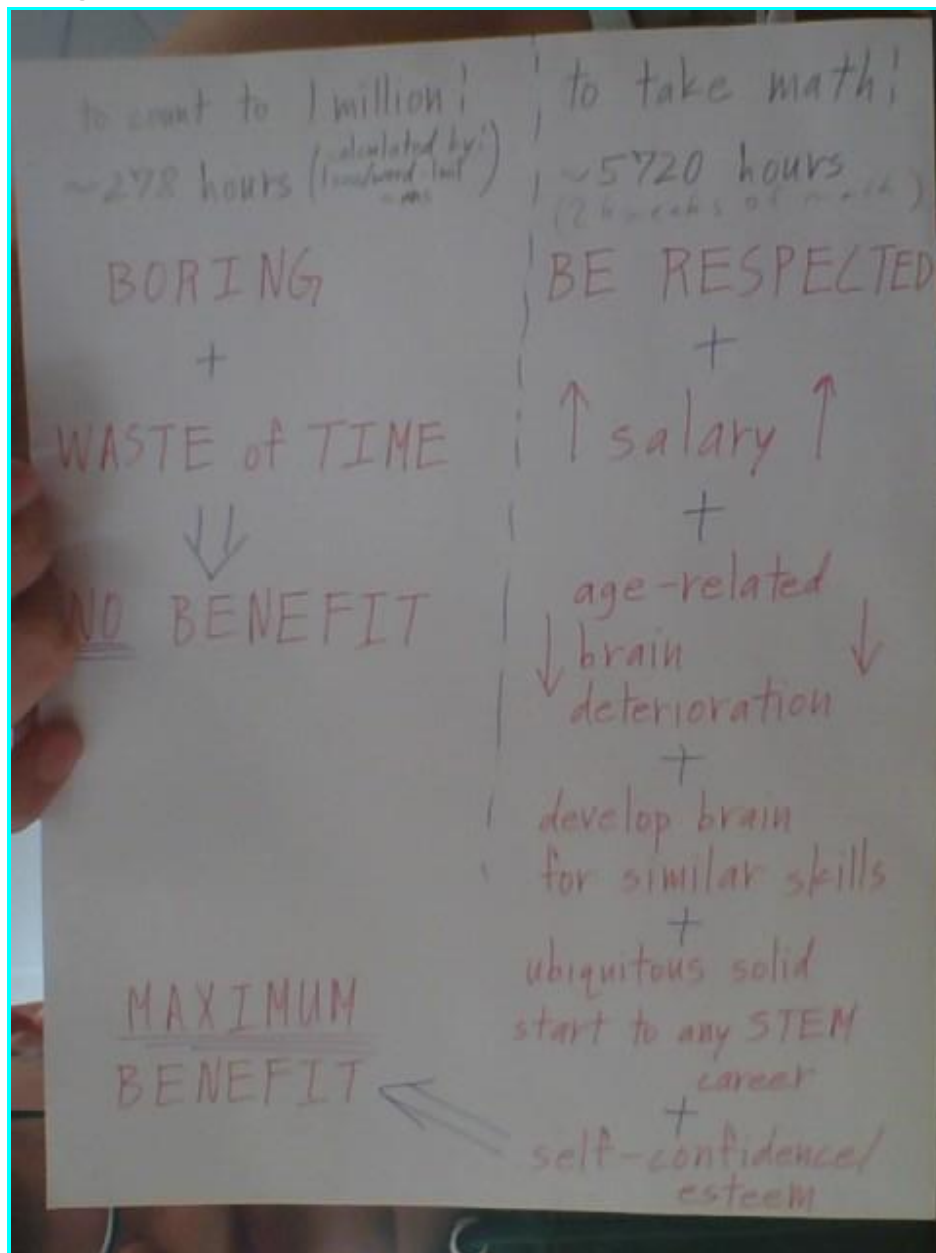 to count to 1 million!
~278 hours (calculated by:
BORING
+
WASTE of TIME
⇓
NO BENEFIT
to take math!
~5720 hours
BE RESPECTED
+
↑ salary ↑
+
age-related
↓ brain ↓
deterioration
+
develop brain
for similar skills
+
ubiquitous solid
start to any STEM
career
+
self-confidence/
esteem
MAXIMUM
BENEFIT